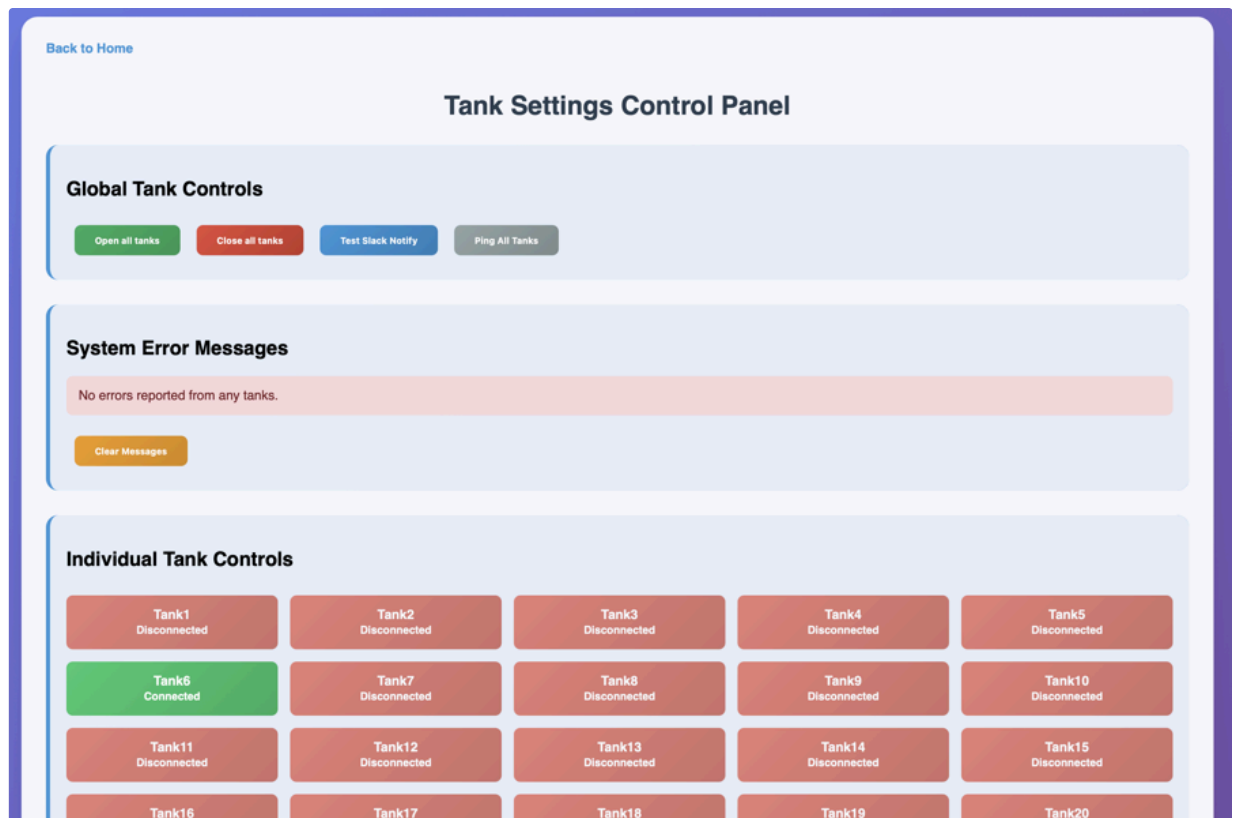 Back to Home
Tank Settings Control Panel
Global Tank Controls
Open all tanks Close all tanks Test Slack Notify Ping All Tanks
System Error Messages
No errors reported from any tanks.
Clear Messages
Individual Tank Controls
Tank1 Tank2 Tank3 Tank4 Tank5
Disconnected Disconnected Disconnected Disconnected Disconnected
Tank6 Tank7 Tank8 Tank9 Tank10
Connected Disconnected Disconnected Disconnected Disconnected
Tank11 Tank12 Tank13 Tank14 Tank15
Disconnected Disconnected Disconnected Disconnected Disconnected
Tank16 Tank17 Tank18 Tank19 Tank20